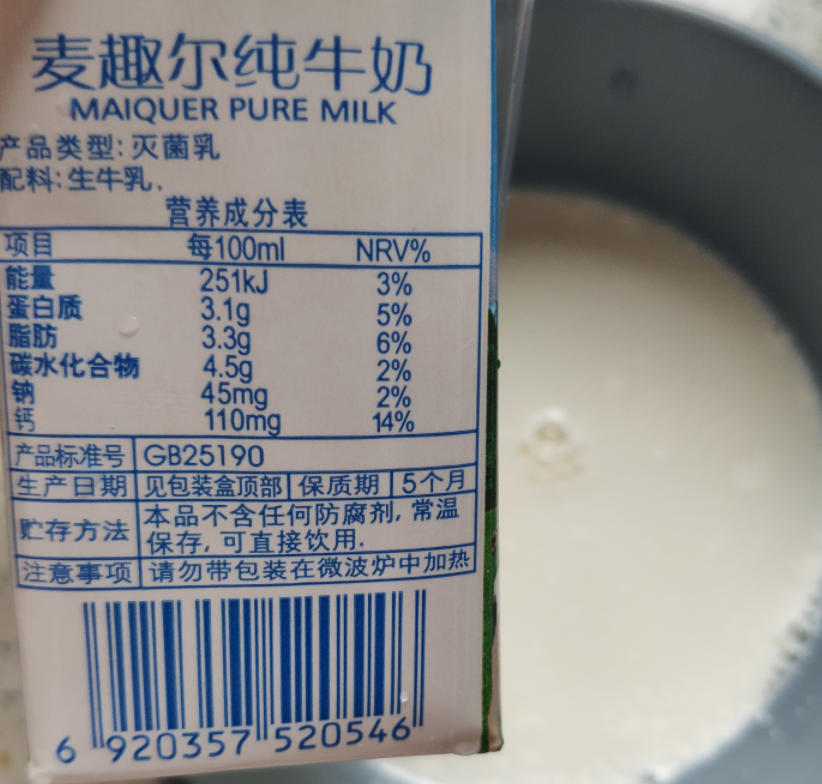 麦趣尔纯牛奶
MAIQUER PURE MILK
产品类型:灭菌乳
配料:生牛乳.
营养成分表
项目 每100ml NRV%
能量 251kJ 3%
蛋白质 3.1g 5%
脂肪 3.3g 6%
碳水化合物 4.5g 2%
钠 45mg 2%
钙 110mg 14%
产品标准号 GB25190
生产日期 见包装盒顶部 保质期 5个月
贮存方法 本品不含任何防腐剂,常温
保存,可直接饮用.
注意事项 请勿带包装在微波炉中加热
6 920357 520546